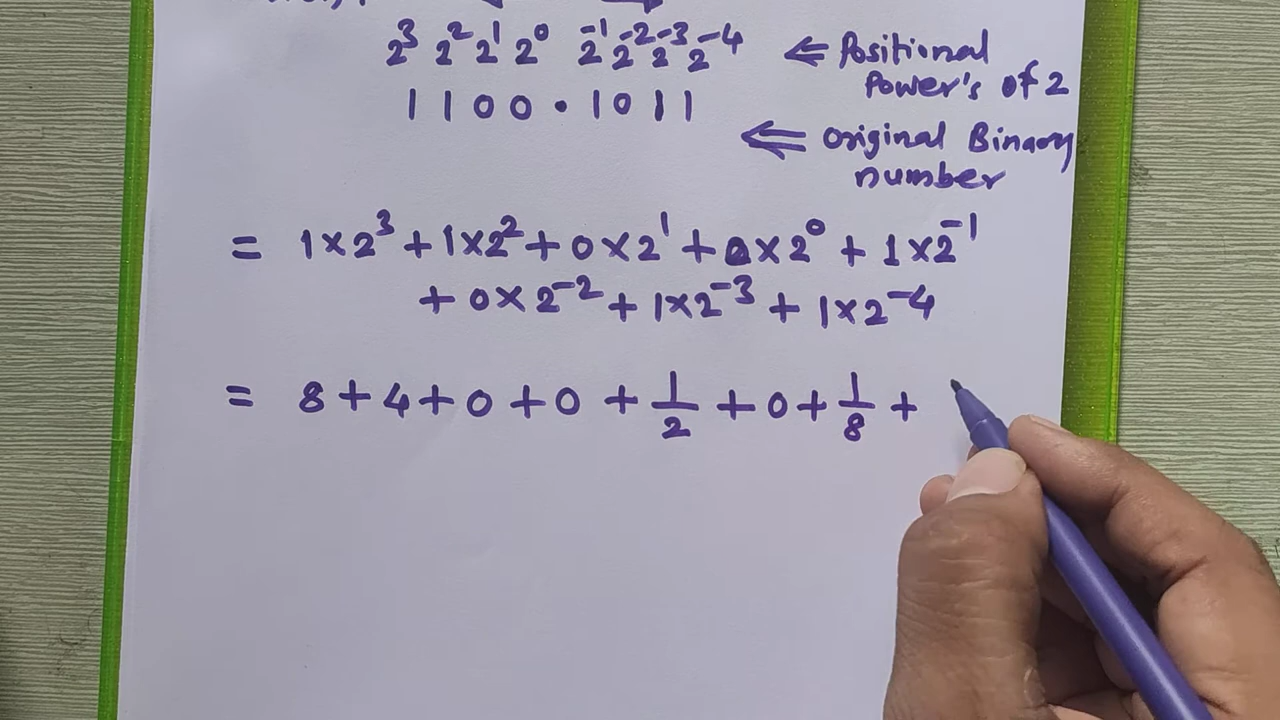 2³ 2² 2¹ 2⁰ 2⁻¹ 2⁻² 2⁻³ 2⁻⁴ ⇐ Positional
Power's of 2
1 1 0 0 . 1 0 1 1
⇐ Original Binary
number
= 1×2³ + 1×2² + 0×2¹ + 0×2⁰ + 1×2⁻¹
+ 0×2⁻² + 1×2⁻³ + 1×2⁻⁴
= 8 + 4 + 0 + 0 + 1/2 + 0 + 1/8 +